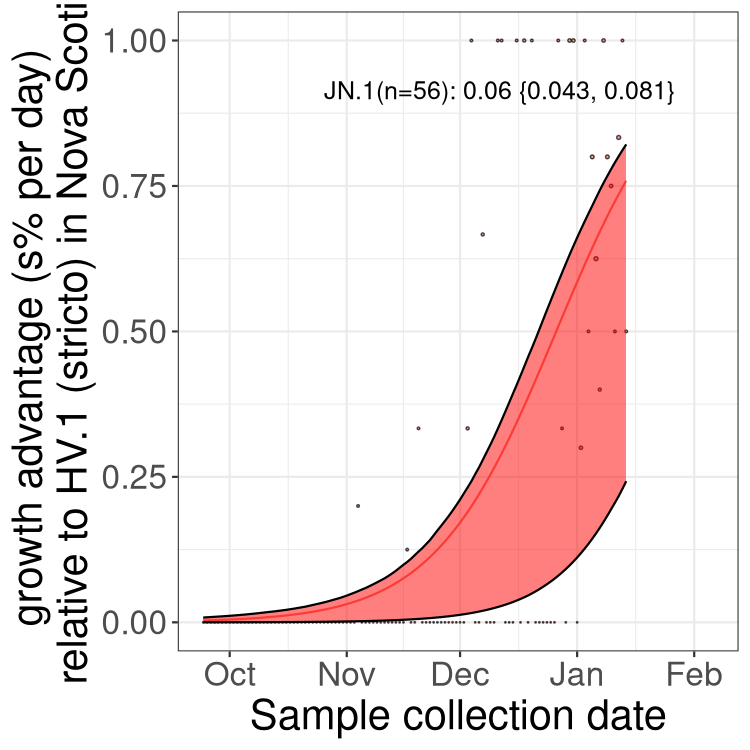 growth advantage (s% per day)
relative to HV.1 (stricto) in Nova Scoti
1.00
0.75
0.50
0.25
0.00
JN.1(n=56): 0.06 {0.043, 0.081}
Oct Nov Dec Jan Feb
Sample collection date